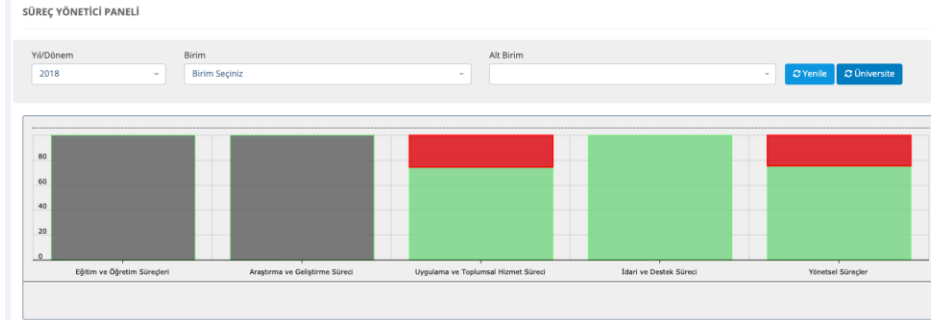 SÜREÇ YÖNETİCİ PANELİ
Yıl/Dönem Birim Alt Birim
2018 Birim Seçiniz Yenile Üniversite
80
60
40
20
0
Eğitim ve Öğretim Süreçleri Araştırma ve Geliştirme Süreci Uygulama ve Toplumsal Hizmet Süreci İdari ve Destek Süreci Yönetsel Süreçler